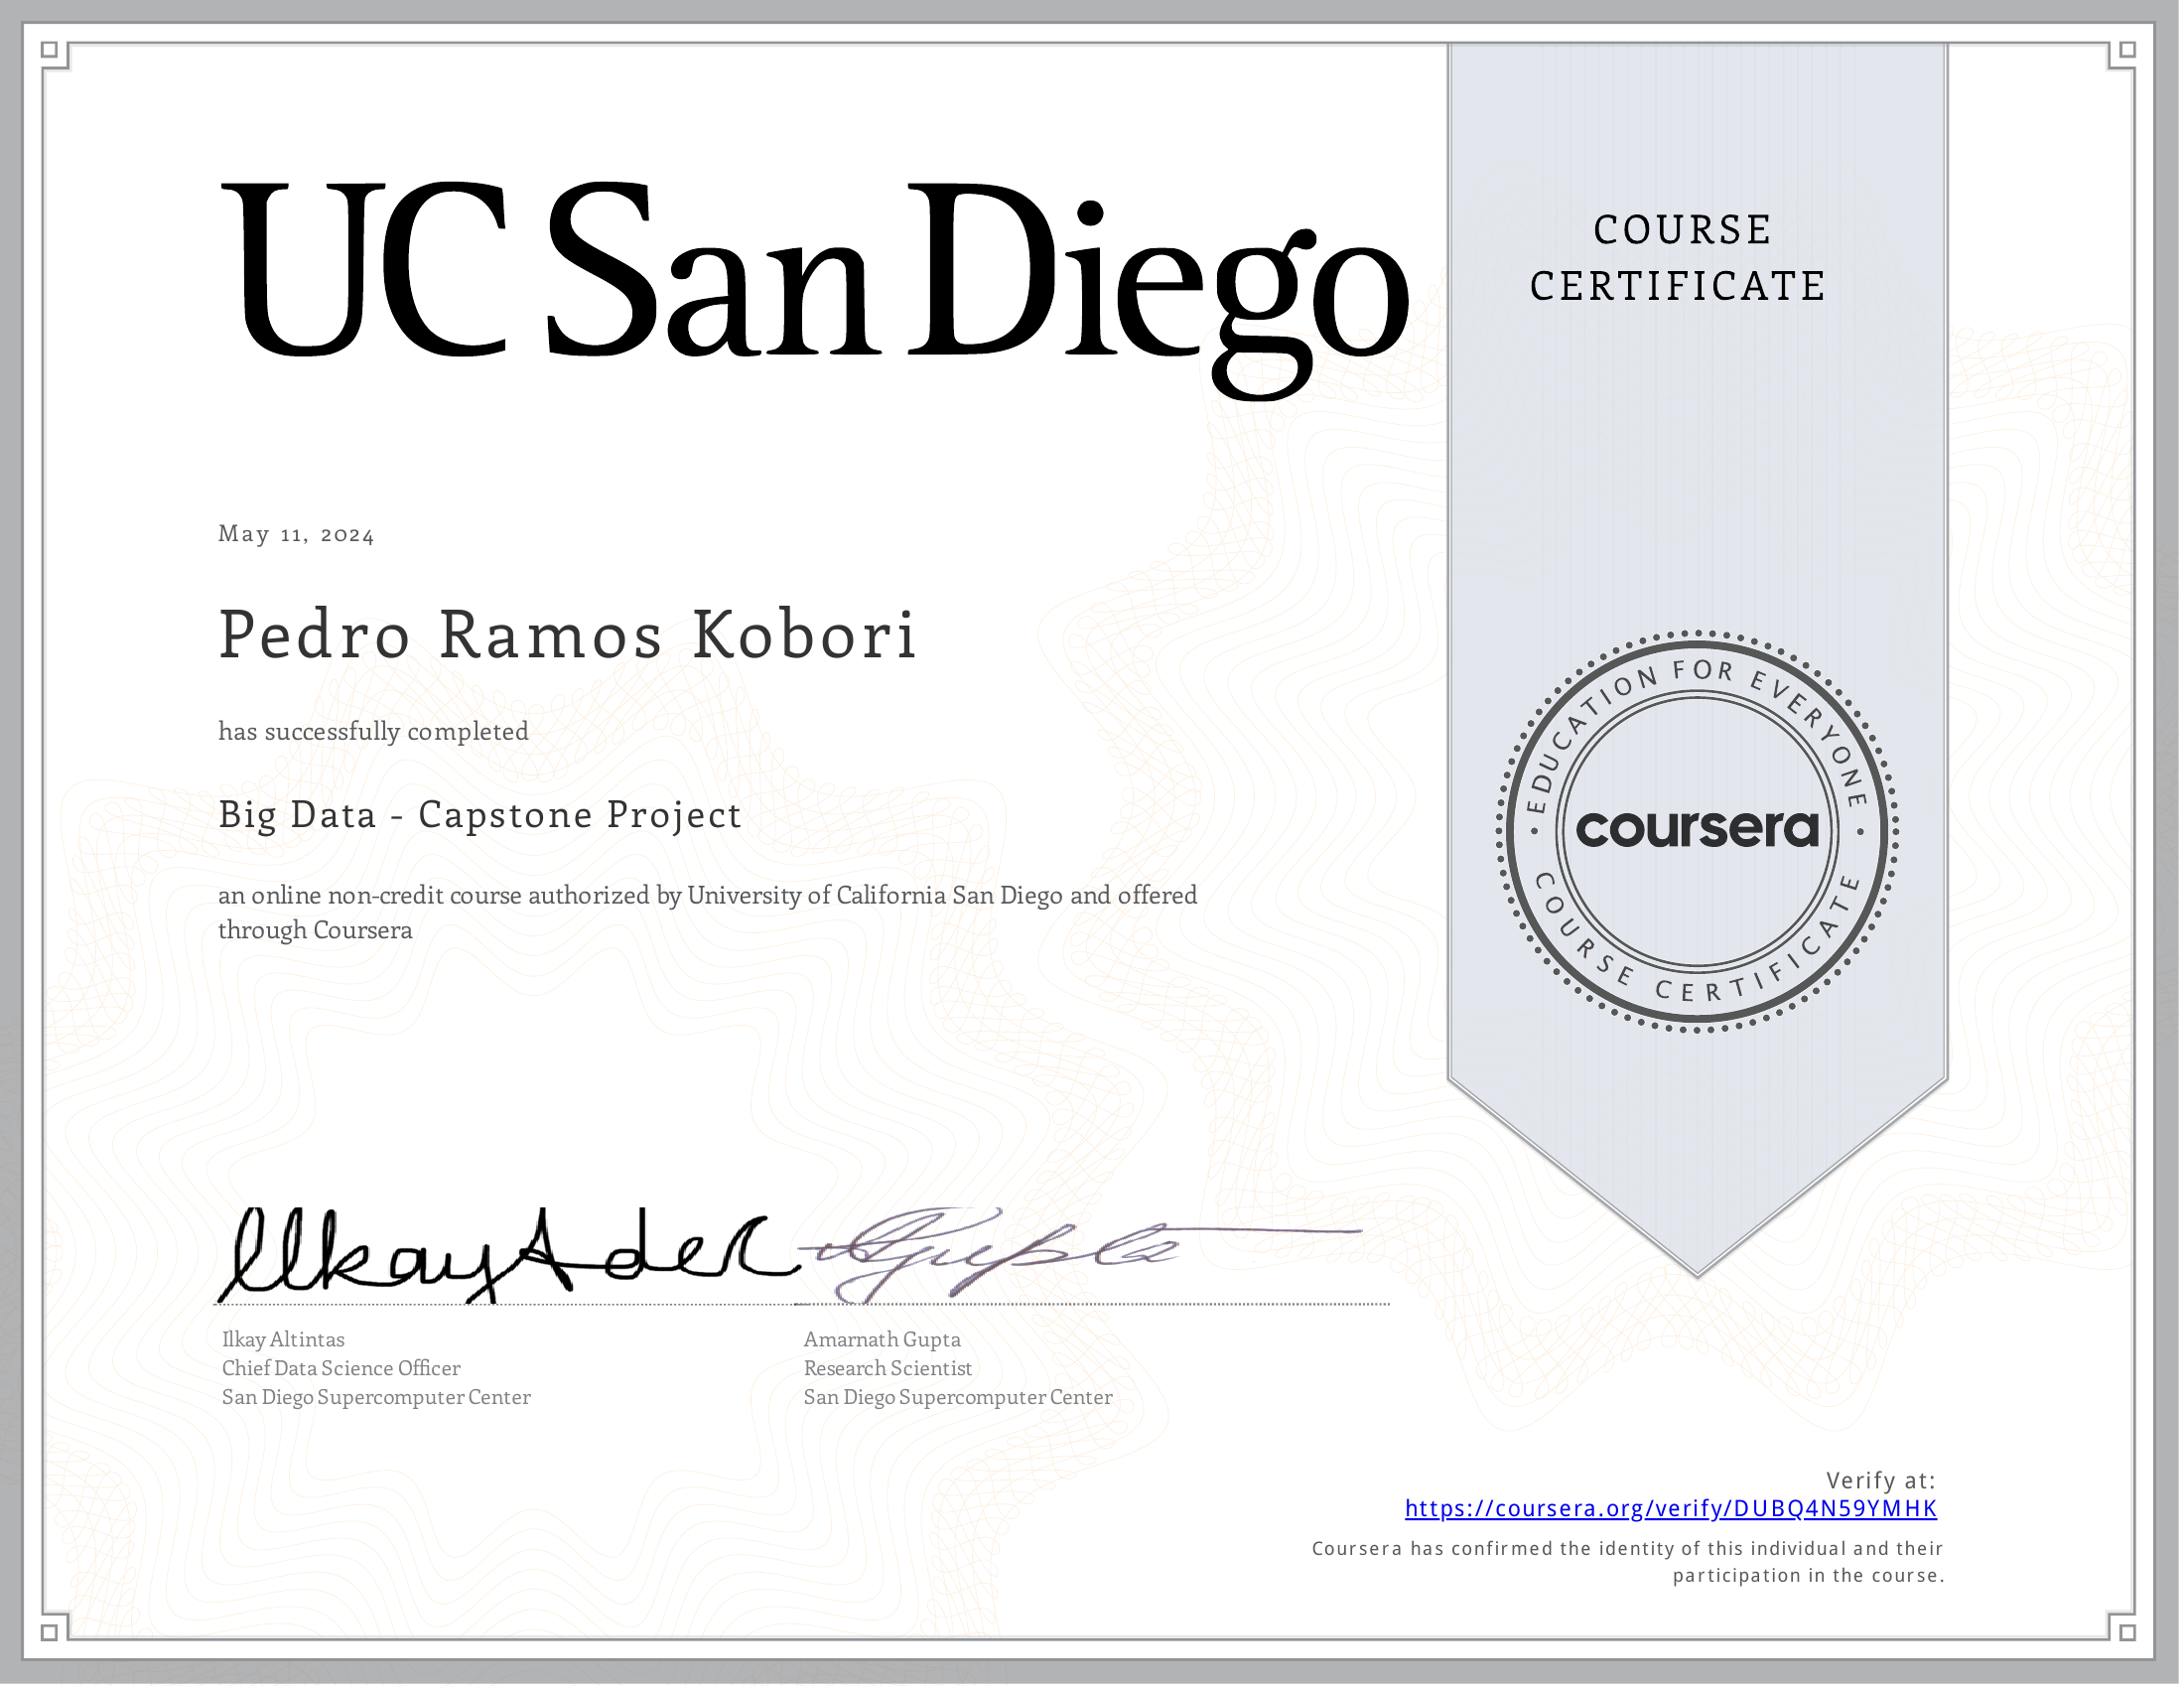 UC San Diego
COURSE
CERTIFICATE
May 11, 2024
Pedro Ramos Kobori
has successfully completed
Big Data - Capstone Project
an online non-credit course authorized by University of California San Diego and offered
through Coursera
EDUCATION FOR EVERYONE
coursera
COURSE CERTIFICATE
Ilkay Altintas
Chief Data Science Officer
San Diego Supercomputer Center
Amarnath Gupta
Research Scientist
San Diego Supercomputer Center
Verify at:
https://coursera.org/verify/DUBQ4N59YMHK
Coursera has confirmed the identity of this individual and their
participation in the course.